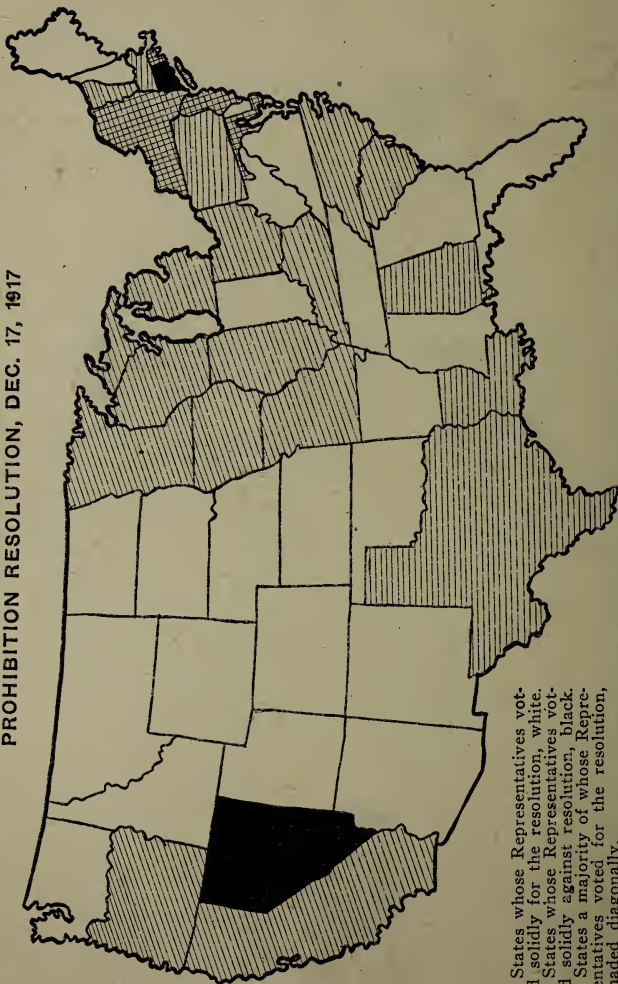 PROHIBITION RESOLUTION, DEC. 17, 1917
States whose Representatives vot-
d solidly for the resolution, white.
States whose Representatives vot-
d solidly against resolution, black.
States a majority of whose Repre-
entatives voted for the resolution,
haded diagonally.